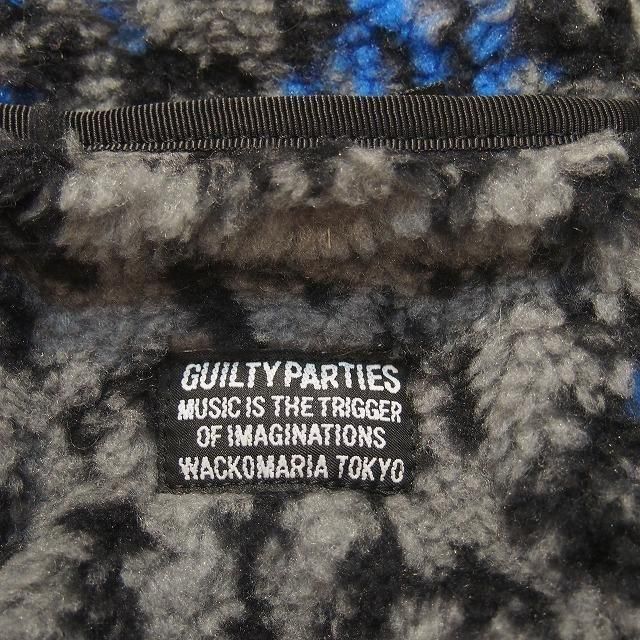 GUILTY PARTIES
MUSIC IS THE TRIGGER
OF IMAGINATIONS
WACKOMARIA TOKYO